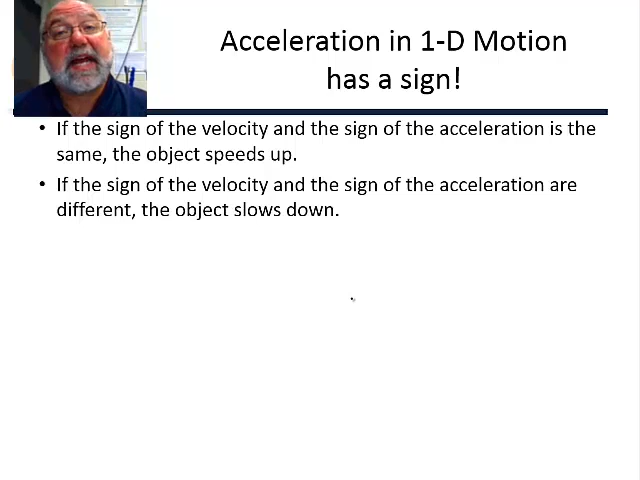 Acceleration in 1-D Motion
has a sign!
• If the sign of the velocity and the sign of the acceleration is the
same, the object speeds up.
• If the sign of the velocity and the sign of the acceleration are
different, the object slows down.